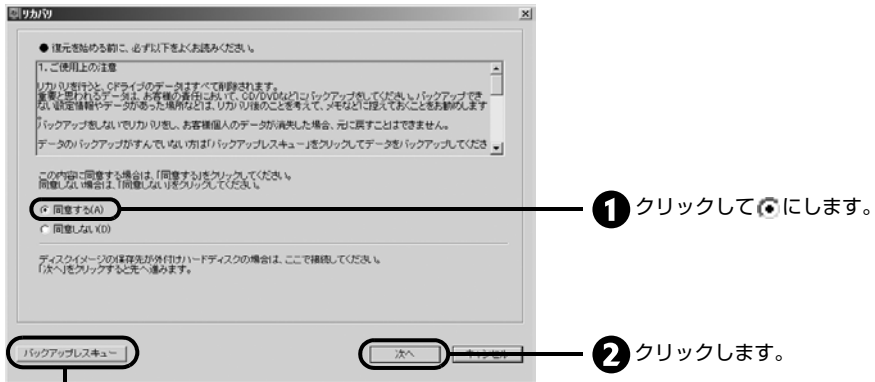 リカバリ
● 復元を始める前に、必ず以下をよくお読みください。
1. ご使用上の注意
リカバリを行うと、Cドライブのデータはすべて削除されます。
重要と思われるデータは、お客様の責任において、CD/DVDなどにバックアップをしてください。バックアップでき
ない設定情報やデータがあった場所などは、リカバリ後のことを考えて、メモなどに控えておくことをお勧めします
。
バックアップをしないでリカバリをし、お客様個人のデータが消失した場合、元に戻すことはできません。
データのバックアップがすんでいない方は「バックアップレスキュー」をクリックしてデータをバックアップしてくださ
この内容に同意する場合は、「同意する」をクリックしてください。
同意しない場合は、「同意しない」をクリックしてください。
同意する(A)
❶ クリックして にします。
同意しない(D)
ディスクイメージの保存先が外付けハードディスクの場合は、ここで接続してください。
「次へ」をクリックすると先へ進みます。
バックアップレスキュー
次へ
キャンセル
❷ クリックします。